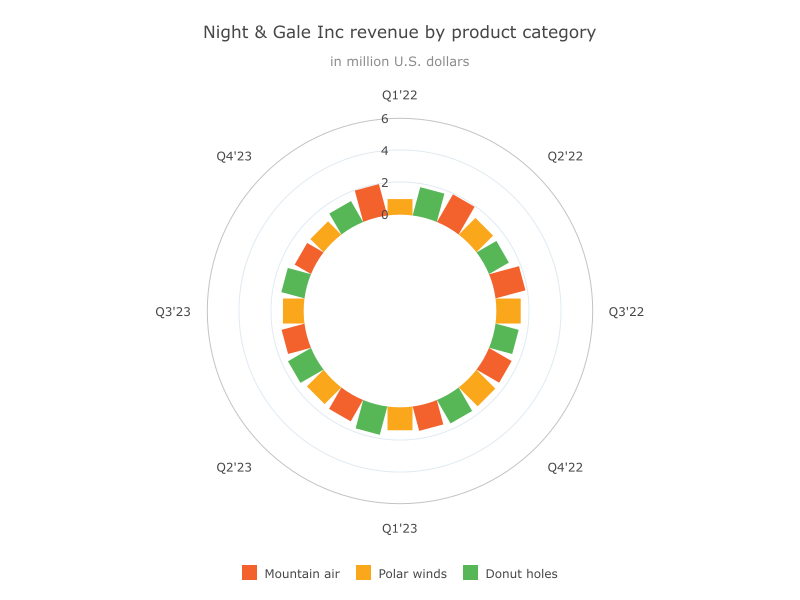 Night & Gale Inc revenue by product category
in million U.S. dollars
Q1'22
6
Q4'23
4
Q2'22
2
0
Q3'23
Q3'22
Q2'23
Q4'22
Q1'23
Mountain air
Polar winds
Donut holes